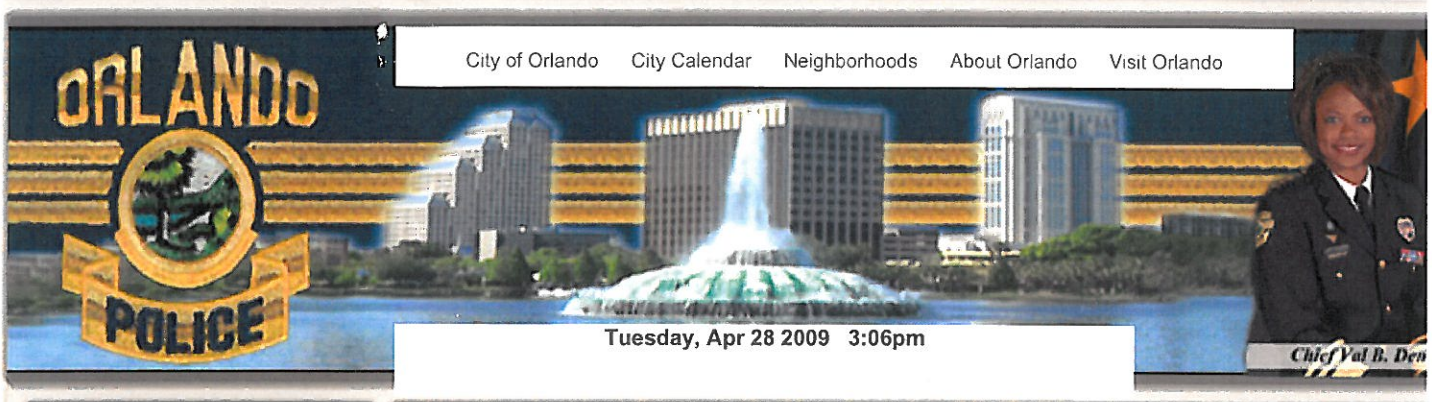 ORLANDO
POLICE
City of Orlando City Calendar Neighborhoods About Orlando Visit Orlando
Tuesday, Apr 28 2009 3:06pm
Chief Val B. Den